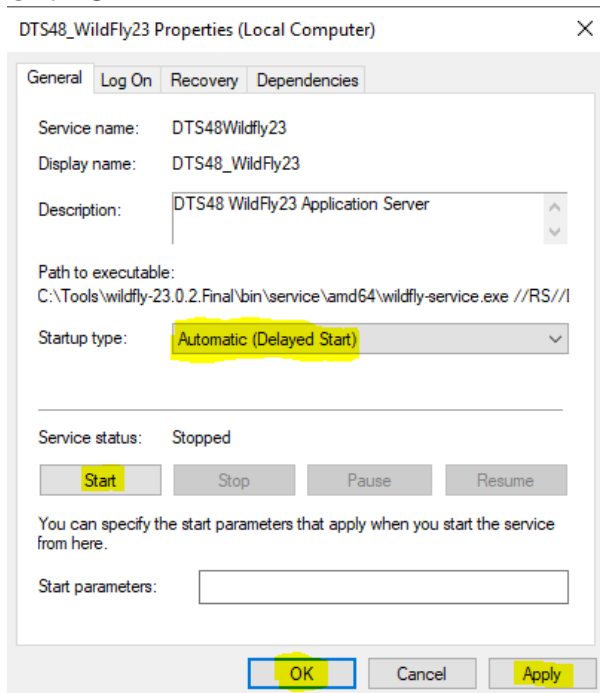 DTS48_WildFly23 Properties (Local Computer)
General Log On Recovery Dependencies
Service name: DTS48Wildfly23
Display name: DTS48_WildFly23
Description: DTS48 WildFly23 Application Server
Path to executable:
C:\Tools\wildfly-23.0.2.Final\bin\service\amd64\wildfly-service.exe //RS//
Startup type: Automatic (Delayed Start)
Service status: Stopped
Start Stop Pause Resume
You can specify the start parameters that apply when you start the service
from here.
Start parameters:
OK Cancel Apply